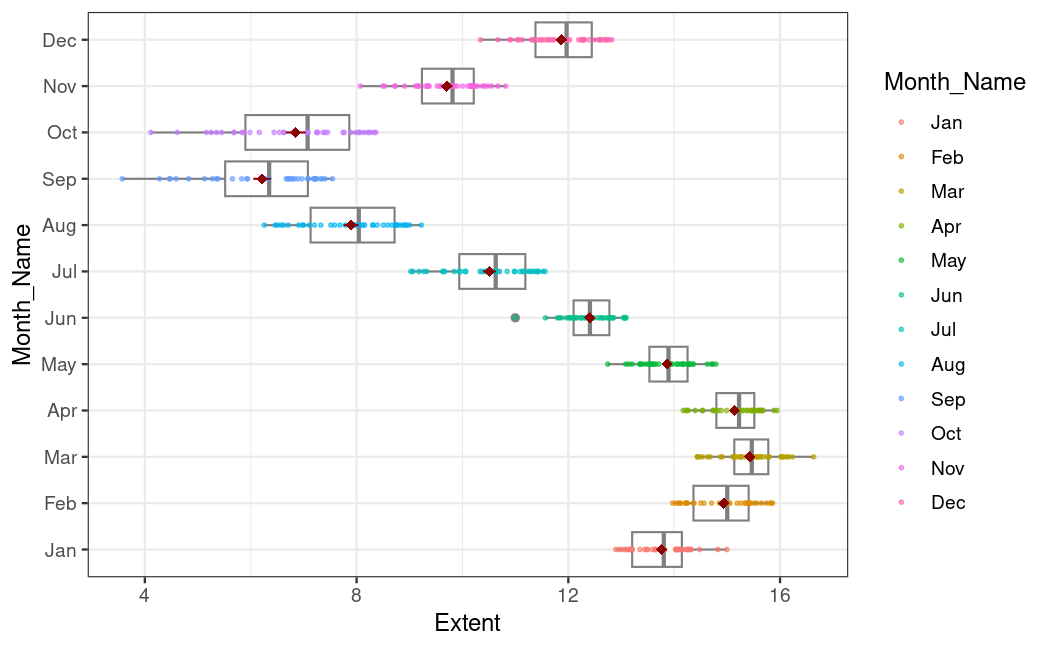 Month_Name
Dec
Nov
Oct
Sep
Aug
Jul
Jun
May
Apr
Mar
Feb
Jan
4 8 12 16
Extent
Month_Name
Jan
Feb
Mar
Apr
May
Jun
Jul
Aug
Sep
Oct
Nov
Dec